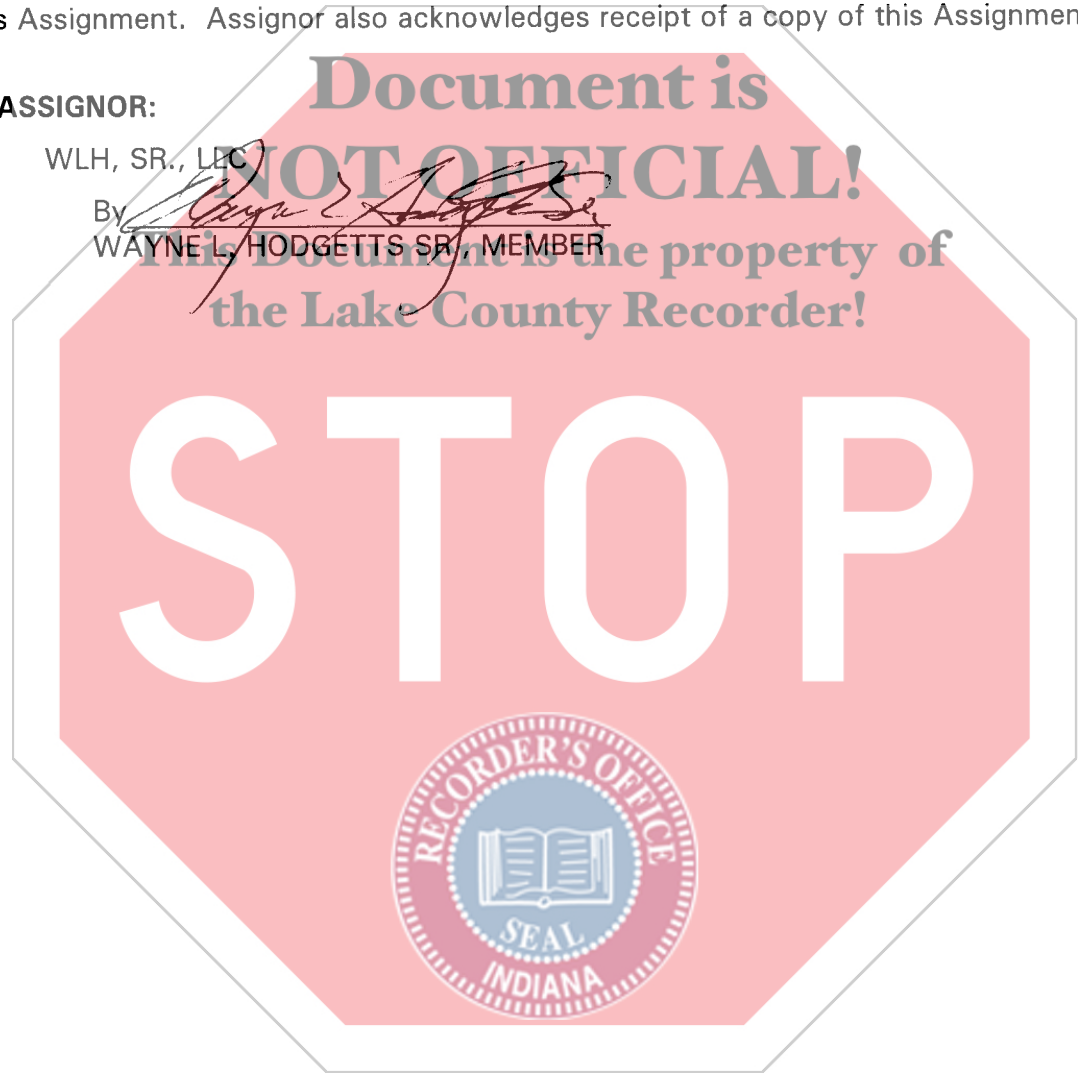 s Assignment. Assignor also acknowledges receipt of a copy of this Assignmen
Document is
ASSIGNOR:
WLH, SR., LLC
NOT OFFICIAL!
By
WAYNE L, HODGETTS SR , MEMBER
This Document is the property of
the Lake County Recorder!
STOP
RECORDER'S OFFICE
SEAL
INDIANA